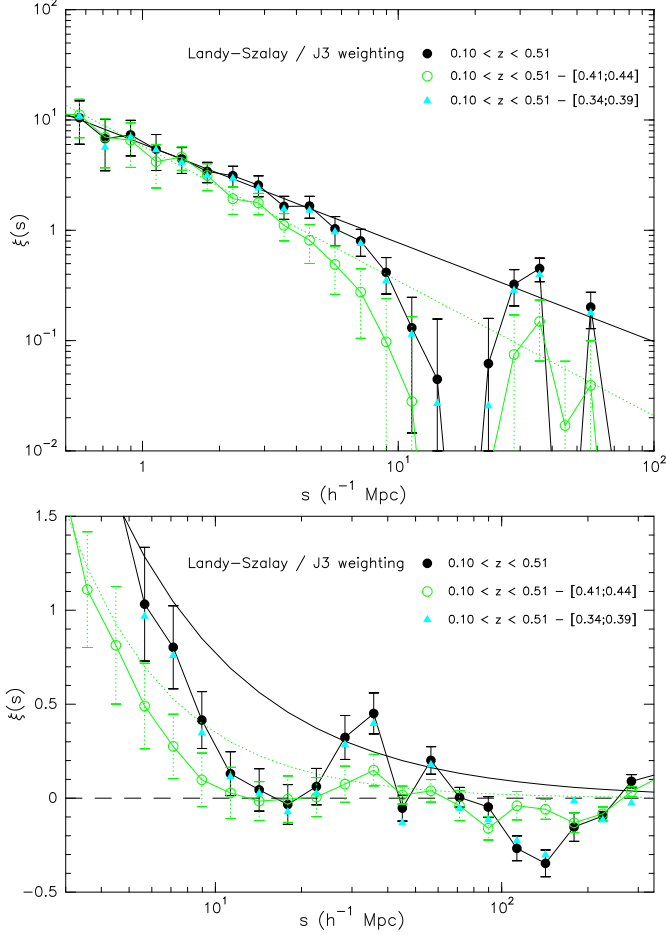 10²
Landy−Szalay / J3 weighting
0.10 < z < 0.51
0.10 < z < 0.51 − [0.41;0.44]
0.10 < z < 0.51 − [0.34;0.39]
10¹
ξ(s)
1
10⁻¹
10⁻²
1
10¹
10²
s (h⁻¹ Mpc)
1.5
Landy−Szalay / J3 weighting
0.10 < z < 0.51
0.10 < z < 0.51 − [0.41;0.44]
0.10 < z < 0.51 − [0.34;0.39]
1
ξ(s)
0.5
0
−0.5
10¹
10²
s (h⁻¹ Mpc)